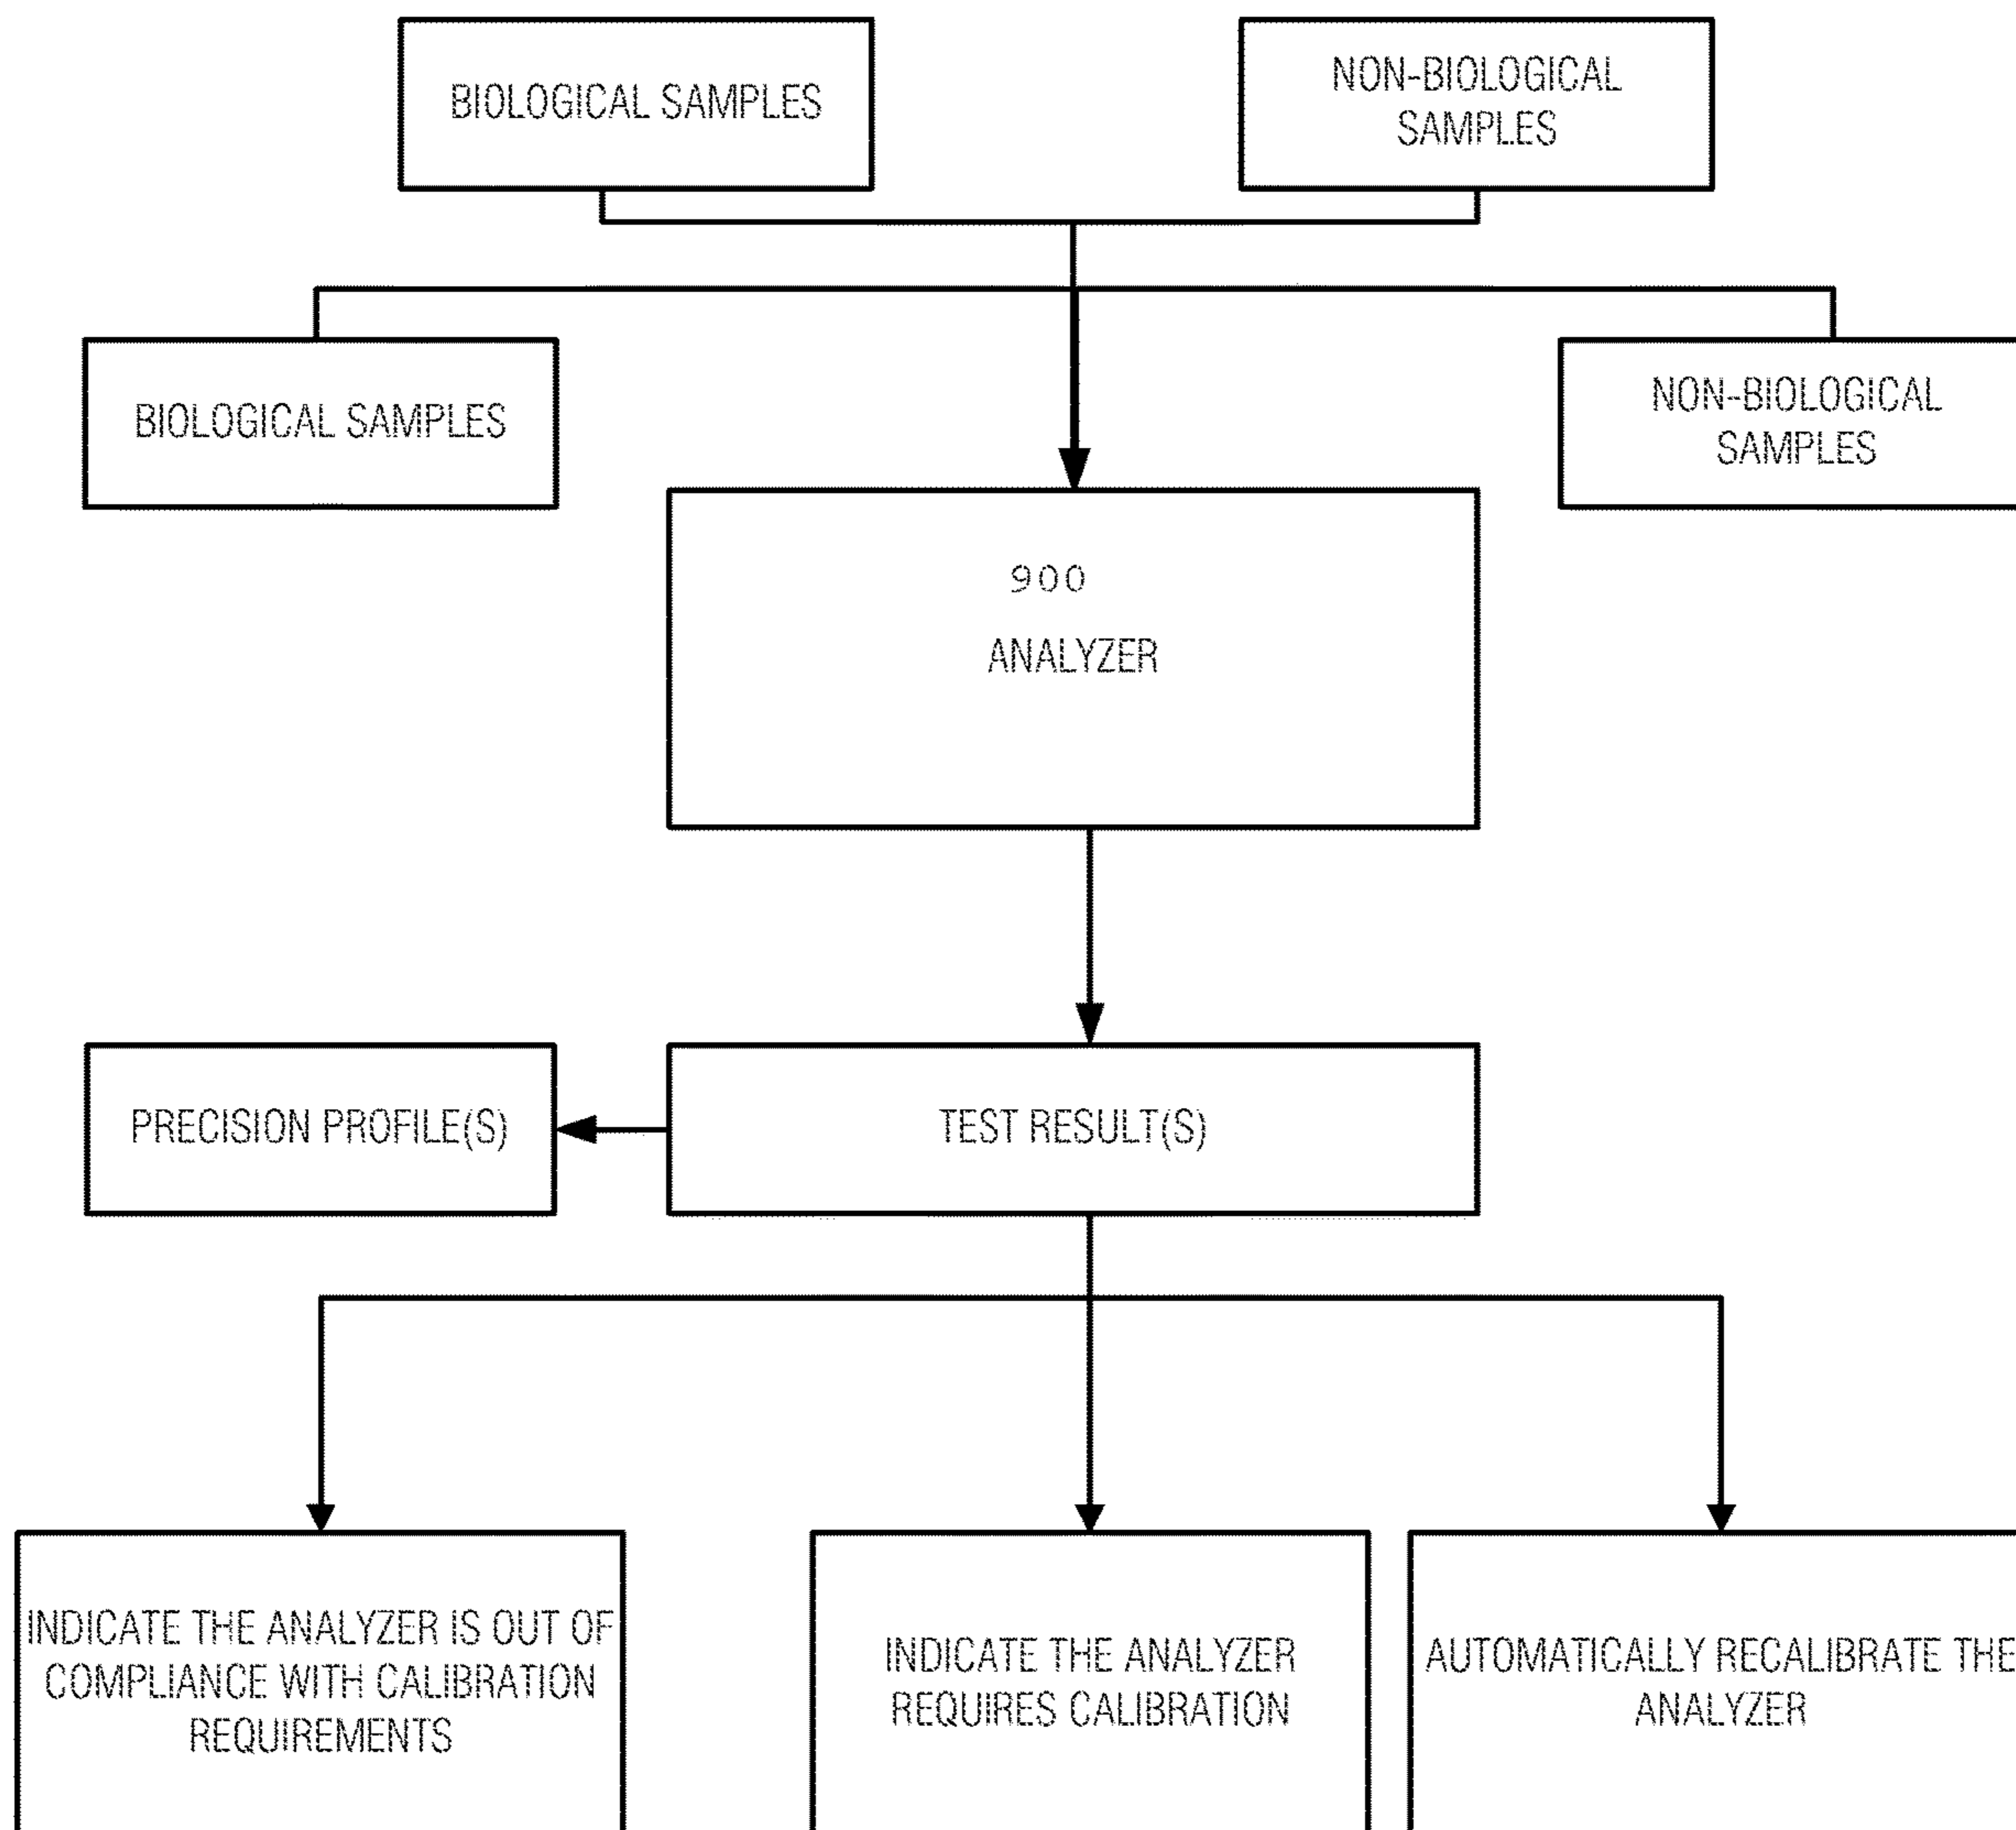 BIOLOGICAL SAMPLES
NON-BIOLOGICAL
SAMPLES
BIOLOGICAL SAMPLES
NON-BIOLOGICAL
SAMPLES
900
ANALYZER
PRECISION PROFILE(S)
TEST RESULT(S)
INDICATE THE ANALYZER IS OUT OF
COMPLIANCE WITH CALIBRATION
REQUIREMENTS
INDICATE THE ANALYZER
REQUIRES CALIBRATION
AUTOMATICALLY RECALIBRATE THE
ANALYZER